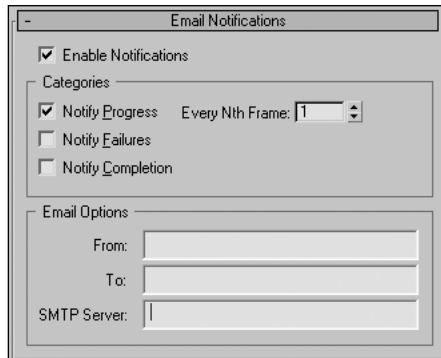 - Email Notifications
Enable Notifications
Categories
Notify Progress Every Nth Frame: 1
Notify Failures
Notify Completion
Email Options
From:
To:
SMTP Server: